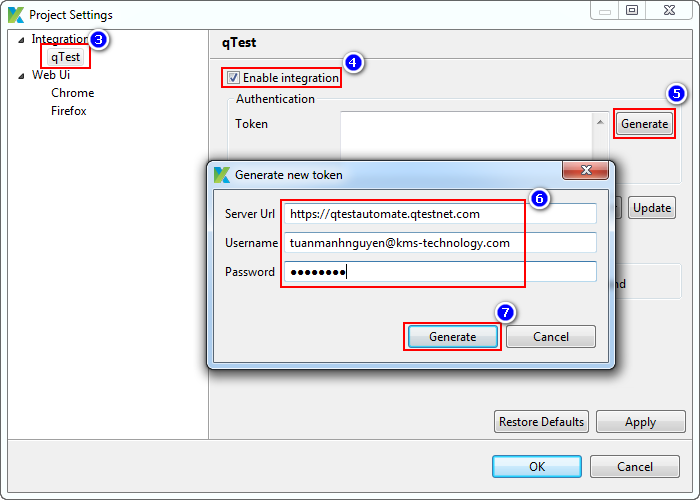 Project Settings
Integration
3
qTest
Web Ui
Chrome
Firefox
qTest
4
Enable integration
5
Authentication
Token
Generate
Generate new token
6
Server Url
https://qtestautomate.qtestnet.com
Username
tuanmanhnguyen@kms-technology.com
Password
●●●●●●●●
7
Generate
Cancel
Update
Restore Defaults
Apply
OK
Cancel